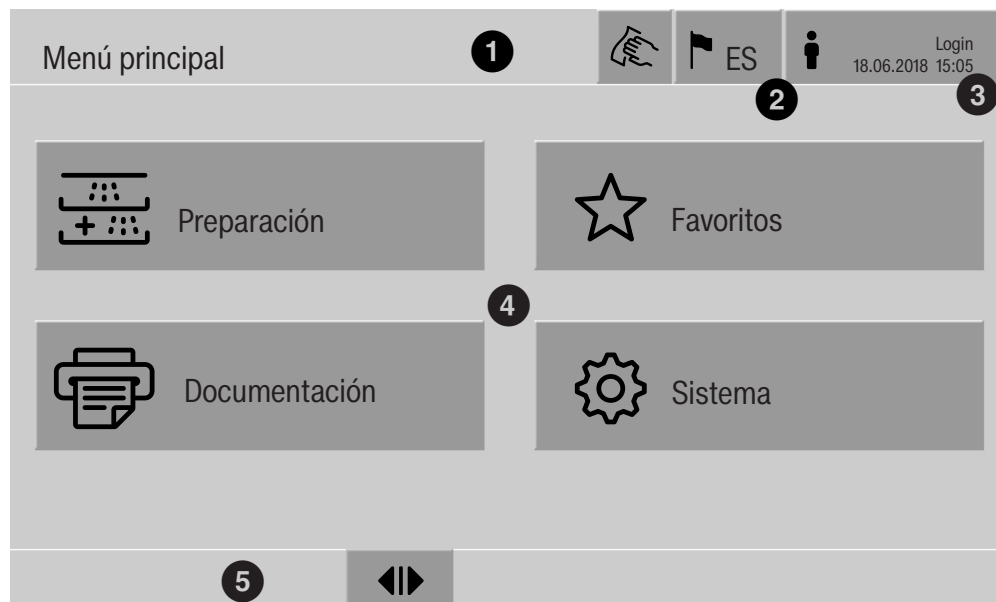 Menú principal
1
ES
Login
18.06.2018 15:05
2
3
Preparación
Favoritos
4
Documentación
Sistema
5